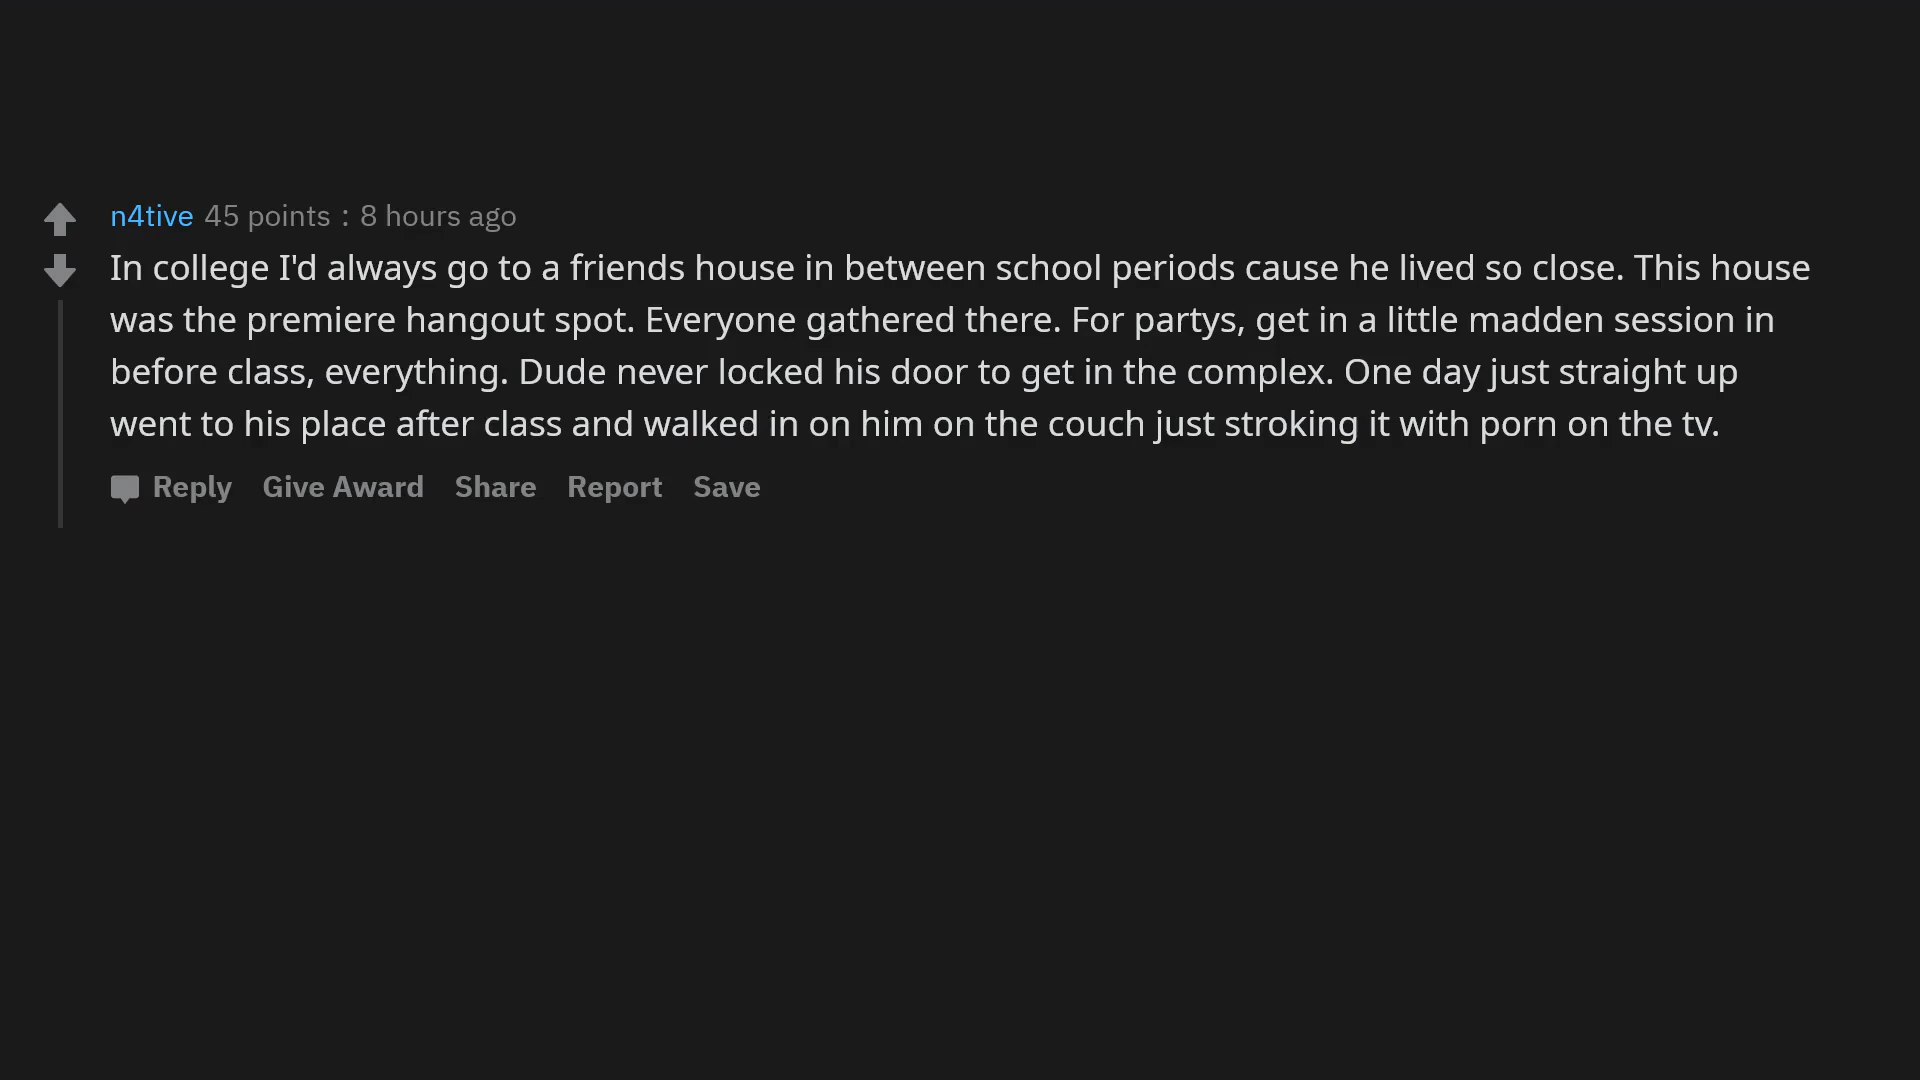 n4tive 45 points : 8 hours ago
In college I'd always go to a friends house in between school periods cause he lived so close. This house
was the premiere hangout spot. Everyone gathered there. For partys, get in a little madden session in
before class, everything. Dude never locked his door to get in the complex. One day just straight up
went to his place after class and walked in on him on the couch just stroking it with porn on the tv.
Reply Give Award Share Report Save